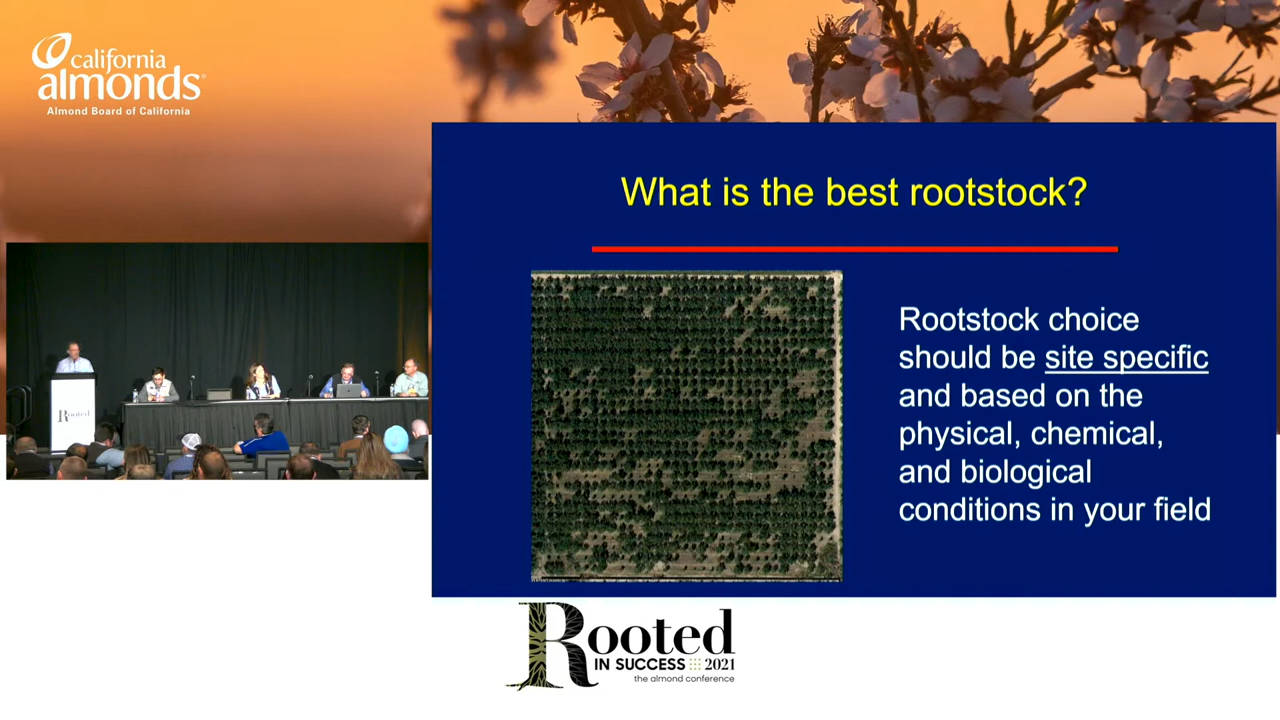 california
almonds®
Almond Board of California
What is the best rootstock?
Rootstock choice
should be site specific
and based on the
physical, chemical,
and biological
conditions in your field
Rooted
Rooted
IN SUCCESS 2021
the almond conference